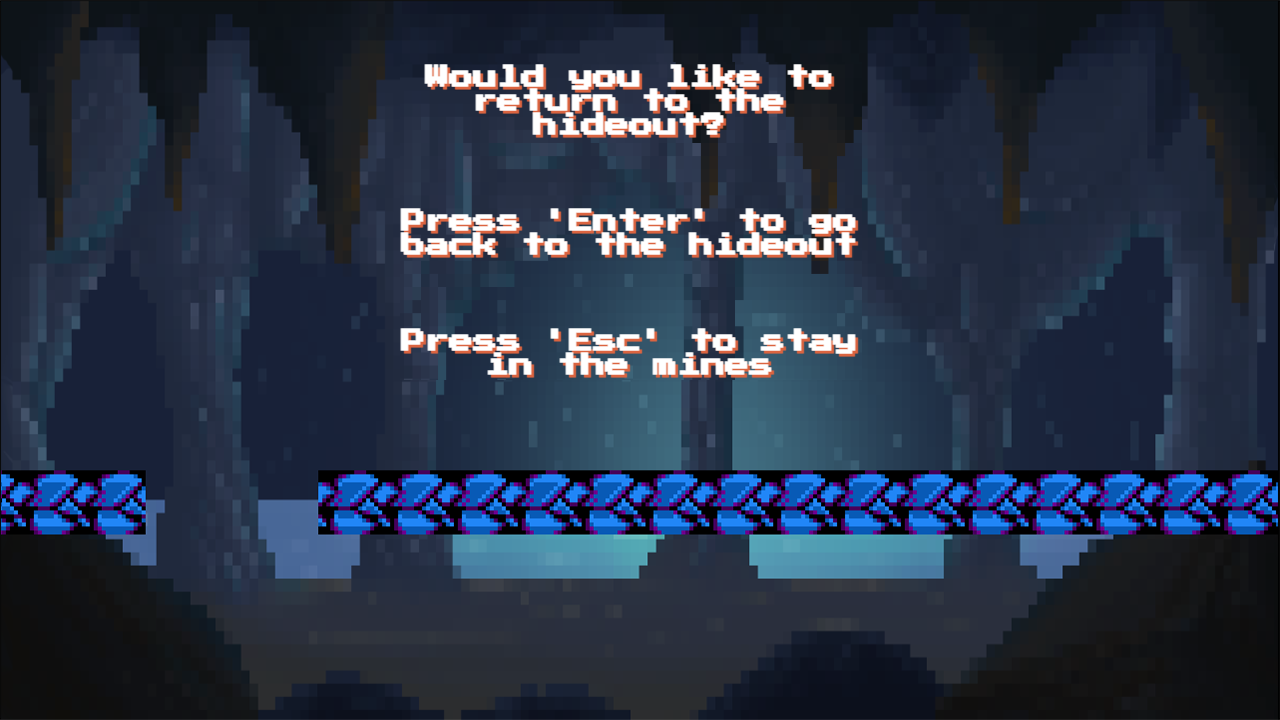 Would you like to
return to the
hideout?
Press 'Enter' to go
back to the hideout
Press 'Esc' to stay
in the mines